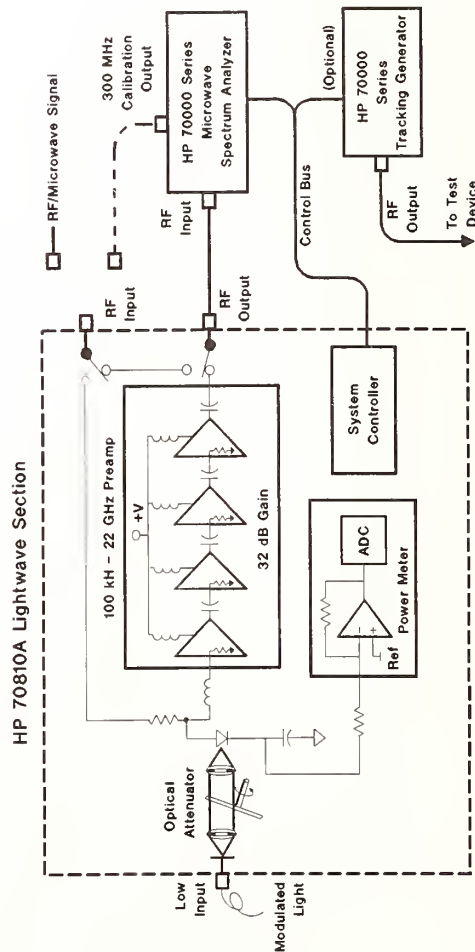 HP 70810A Lightwave Section
RF/Microwave Signal
300 MHz
Calibration
Output
RF
Input
HP 70000 Series
Microwave
Spectrum Analyzer
RF
Input
RF
Output
100 kH - 22 GHz Preamp
+V
32 dB Gain
Optical
Attenuator
Low
Input
Modulated
Light
ADC
Ref
Power Meter
System
Controller
Control Bus
(Optional)
HP 70000
Series
Tracking Generator
RF
Output
To Test
Device